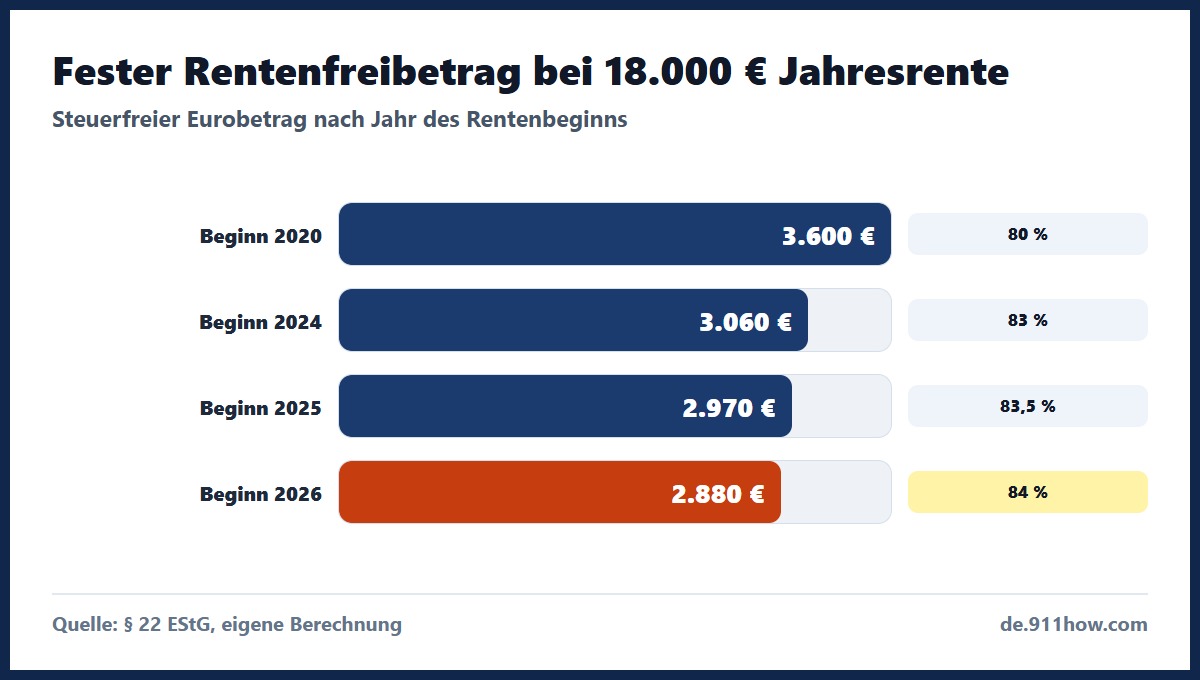 Fester Rentenfreibetrag bei 18.000 € Jahresrente
Steuerfreier Eurobetrag nach Jahr des Rentenbeginns
Beginn 2020 3.600 € 80 %
Beginn 2024 3.060 € 83 %
Beginn 2025 2.970 € 83,5 %
Beginn 2026 2.880 € 84 %
Quelle: § 22 EStG, eigene Berechnung de.911how.com